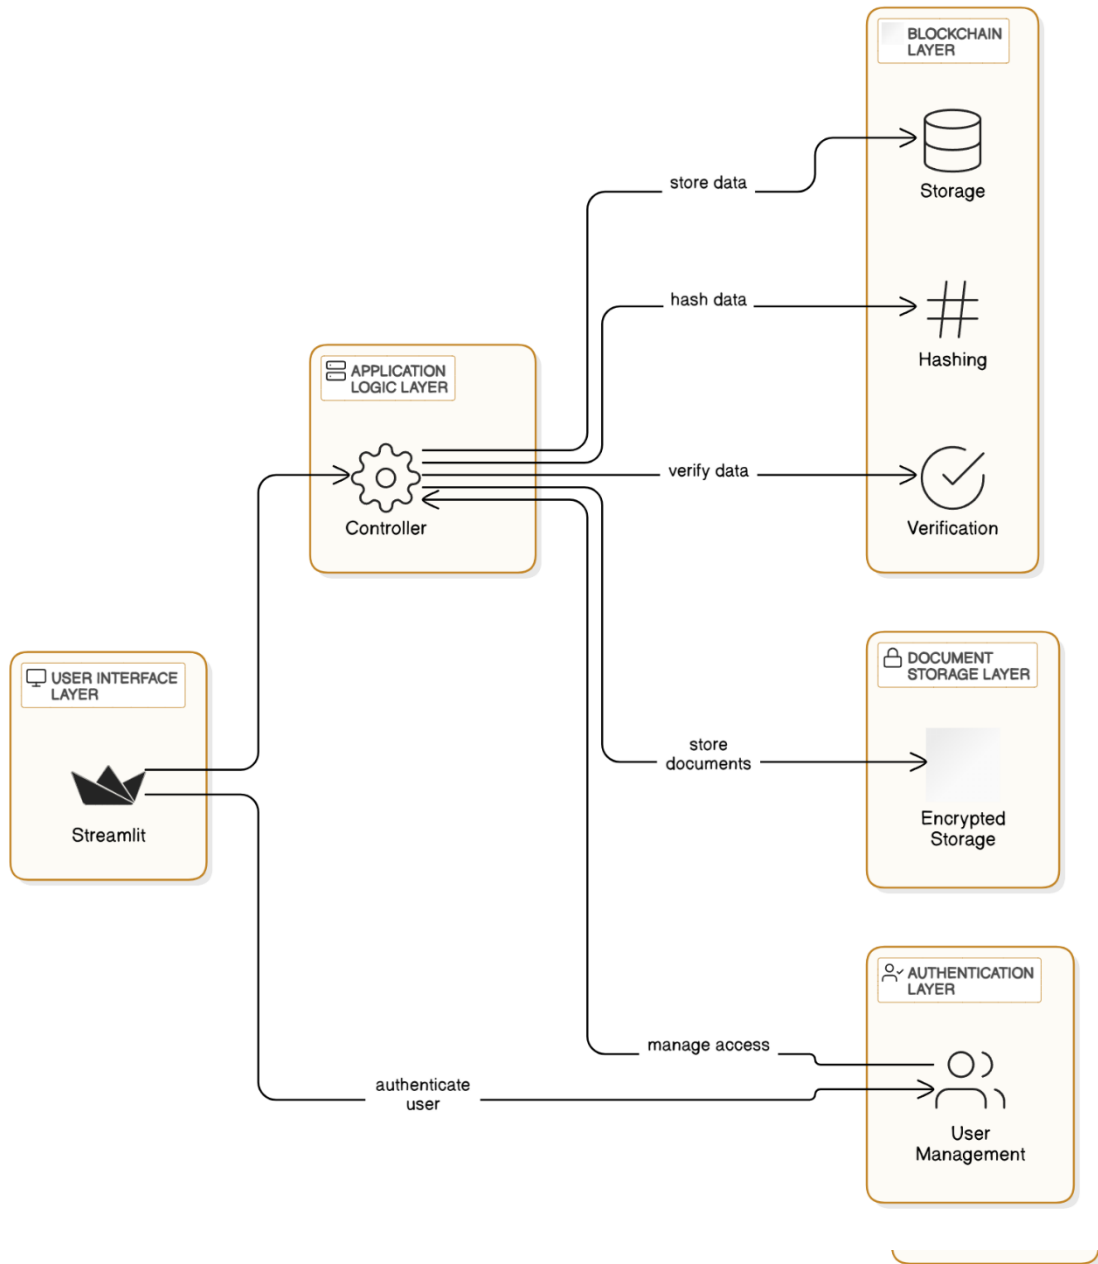 BLOCKCHAIN
LAYER
store data
Storage
hash data
Hashing
APPLICATION
LOGIC LAYER
verify data
Controller
Verification
USER INTERFACE
LAYER
DOCUMENT
STORAGE LAYER
store
documents
Streamlit
Encrypted
Storage
AUTHENTICATION
LAYER
manage access
authenticate
user
User
Management